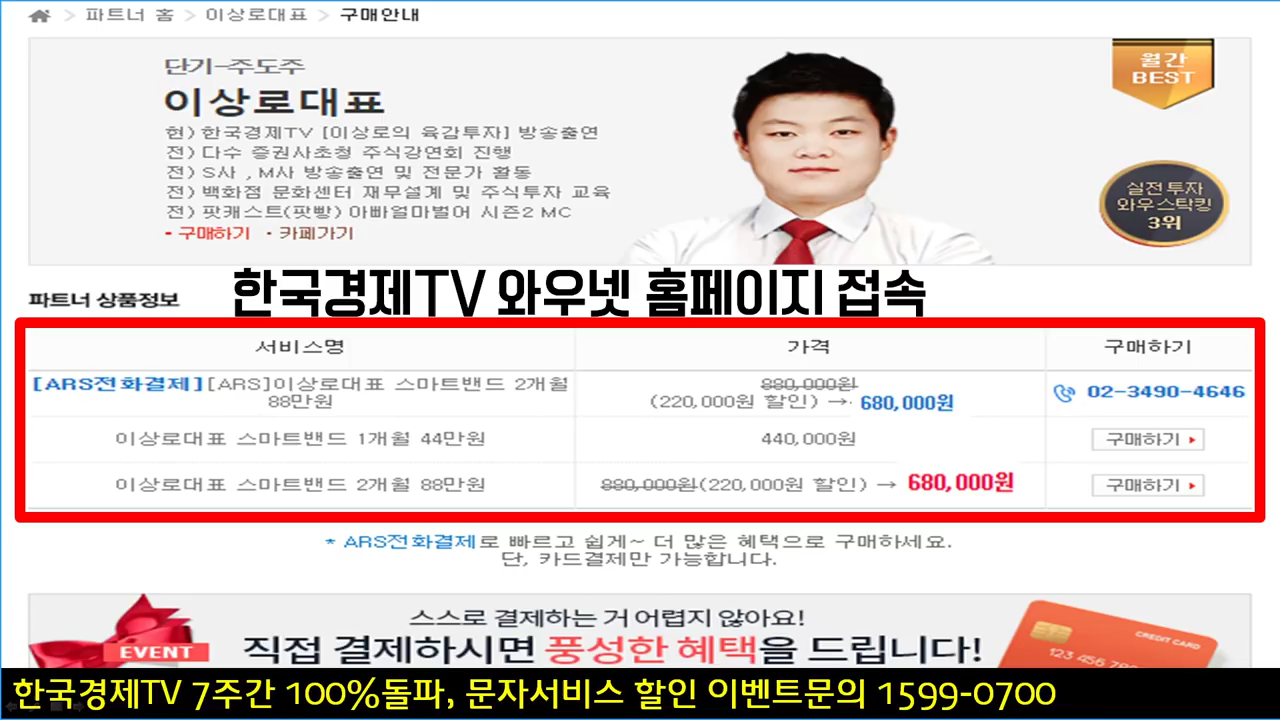 파트너 홈 > 이상로대표 > 구매안내
단기-주도주
이상로대표
현) 한국경제TV [이상로의 육감투자] 방송출연
전) 다수 증권사초청 주식강연회 진행
전) S사 , M사 방송출연 및 전문가 활동
전) 백화점 문화센터 재무설계 및 주식투자 교육
전) 팟캐스트(팟빵) 아빠얼마벌어 시즌2 MC
- 구매하기 · 카페가기
월간
BEST
실전투자
와우스탁킹
3위
파트너 상품정보
한국경제TV 와우넷 홈페이지 접속
서비스명 가격 구매하기
[ARS전화결제][ARS]이상로대표 스마트밴드 2개월
88만원
880,000원
(220,000원 할인) → 680,000원
02-3490-4646
이상로대표 스마트밴드 1개월 44만원 440,000원 구매하기
이상로대표 스마트밴드 2개월 88만원 880,000원(220,000원 할인) → 680,000원 구매하기
* ARS전화결제로 빠르고 쉽게~ 더 많은 혜택으로 구매하세요.
단, 카드결제만 가능합니다.
EVENT
스스로 결제하는 거 어렵지 않아요!
직접 결제하시면 풍성한 혜택을 드립니다!
CREDIT CARD
한국경제TV 7주간 100%돌파, 문자서비스 할인 이벤트문의 1599-0700